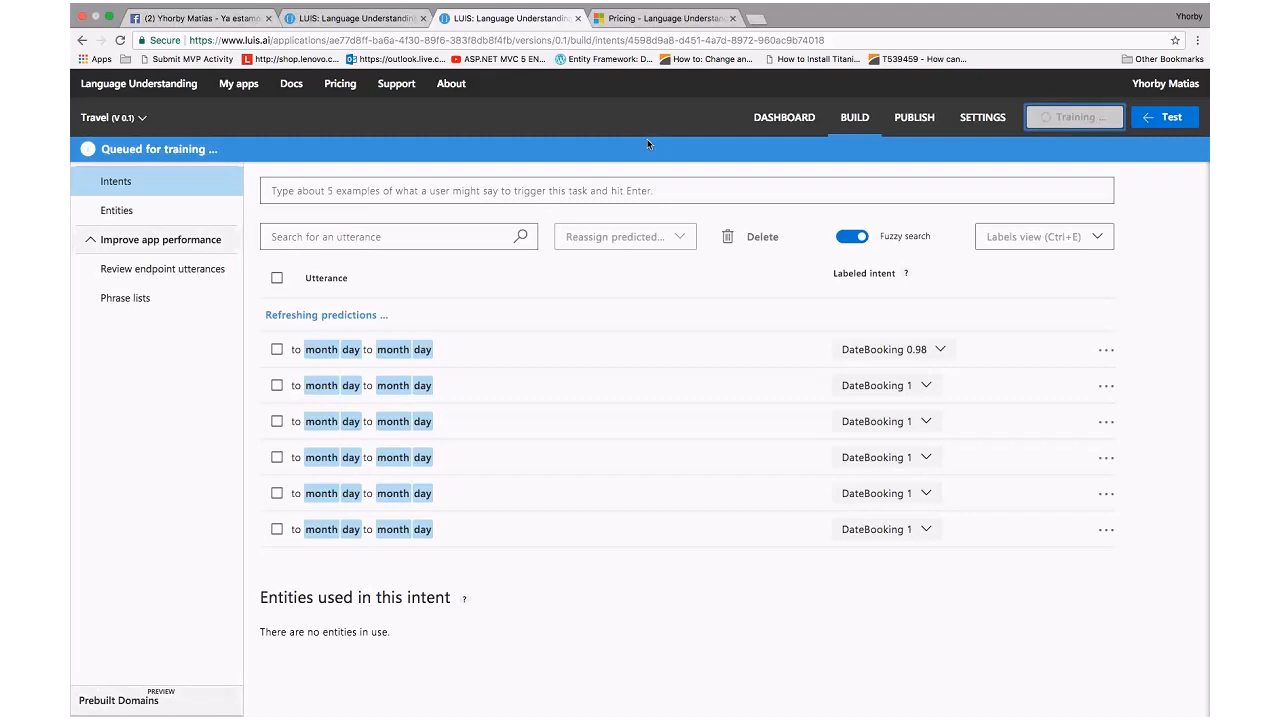 (2) Yhorby Matias - Ya estamo
LUIS: Language Understandin
LUIS: Language Understandin
Pricing - Language Understan
Yhorby
Secure
https://www.luis.ai/applications/ae77d8ff-ba6a-4f30-89f6-383f8db8f4fb/versions/0.1/build/intents/4598d9a8-d451-4a7d-8972-960ac9b74018
Apps
Submit MVP Activity
http://shop.lenovo.c...
https://outlook.live.c...
ASP.NET MVC 5 EN...
Entity Framework: D...
How to: Change an...
How to Install Titani...
T539459 - How can...
Other Bookmarks
Language Understanding
My apps
Docs
Pricing
Support
About
Yhorby Matias
Travel (V 0.1)
DASHBOARD
BUILD
PUBLISH
SETTINGS
Training ...
Test
Queued for training ...
Intents
Entities
Improve app performance
Review endpoint utterances
Phrase lists
Type about 5 examples of what a user might say to trigger this task and hit Enter.
Search for an utterance
Reassign predicted...
Delete
Fuzzy search
Labels view (Ctrl+E)
Utterance
Labeled intent ?
Refreshing predictions ...
to month day to month day
DateBooking 0.98
to month day to month day
DateBooking 1
to month day to month day
DateBooking 1
to month day to month day
DateBooking 1
to month day to month day
DateBooking 1
to month day to month day
DateBooking 1
Entities used in this intent ?
There are no entities in use.
PREVIEW
Prebuilt Domains